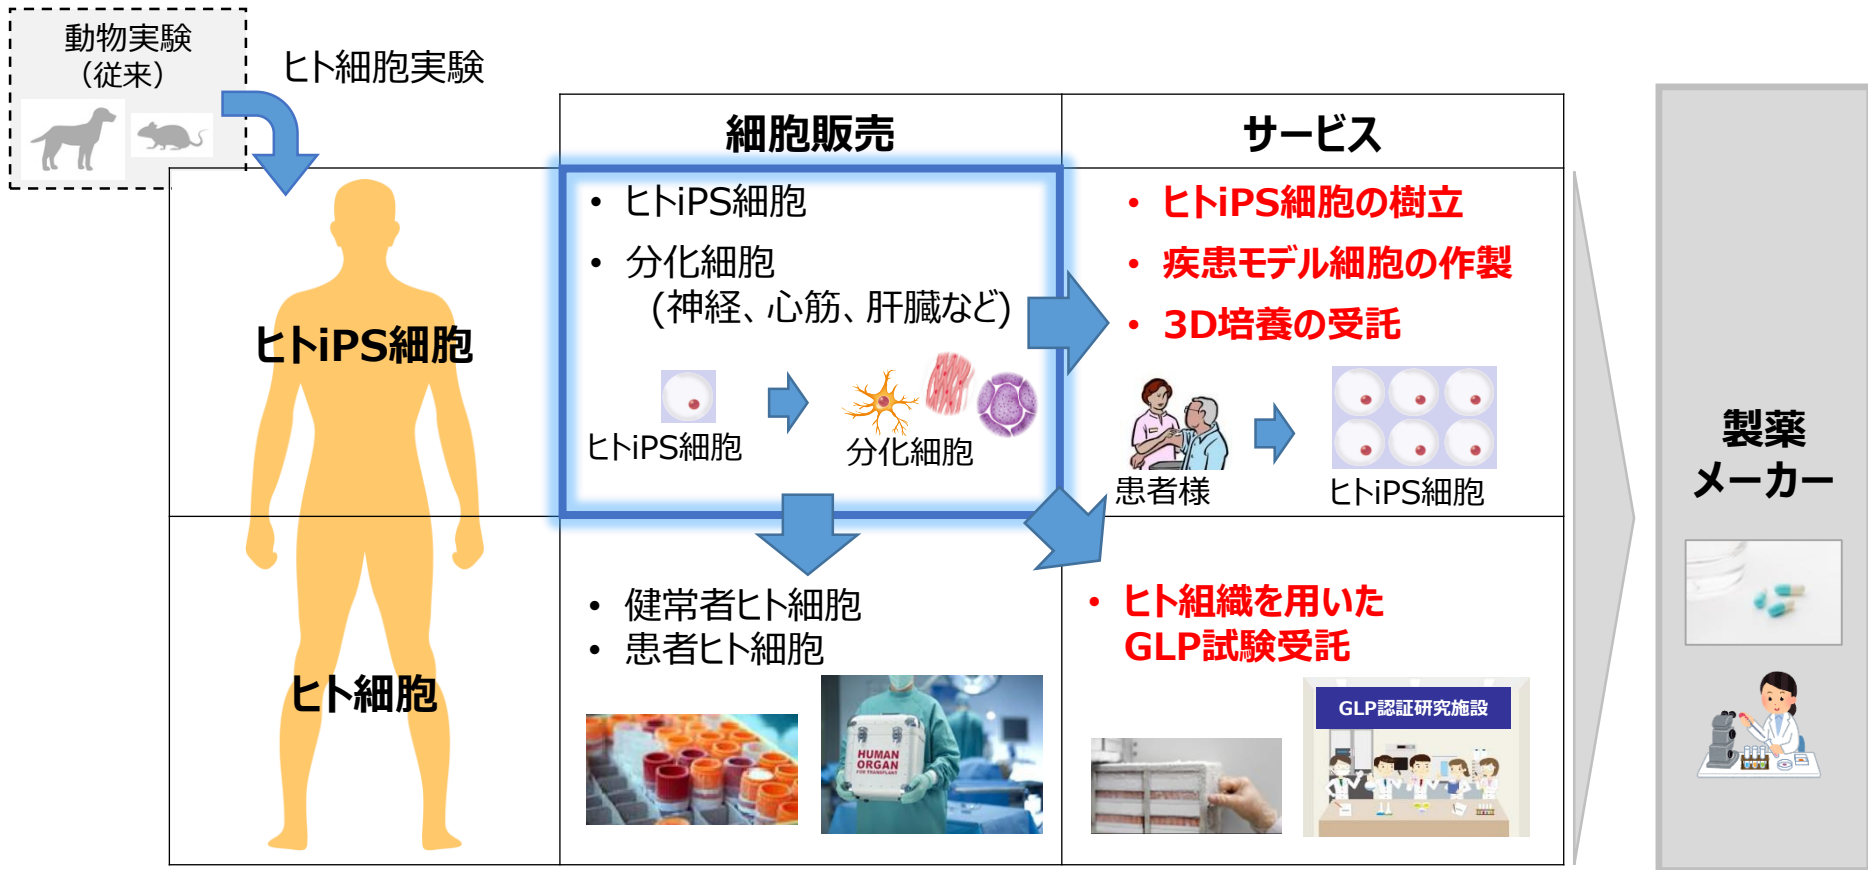 動物実験
（従来）
ヒト細胞実験
細胞販売
サービス
ヒトiPS細胞
• ヒトiPS細胞
• 分化細胞
(神経、心筋、肝臓など)
ヒトiPS細胞
分化細胞
• ヒトiPS細胞の樹立
• 疾患モデル細胞の作製
• 3D培養の受託
患者様
ヒトiPS細胞
ヒト細胞
• 健常者ヒト細胞
• 患者ヒト細胞
HUMAN
ORGAN
FOR TRANSPLANT
• ヒト組織を用いた
GLP試験受託
GLP認証研究施設
製薬
メーカー